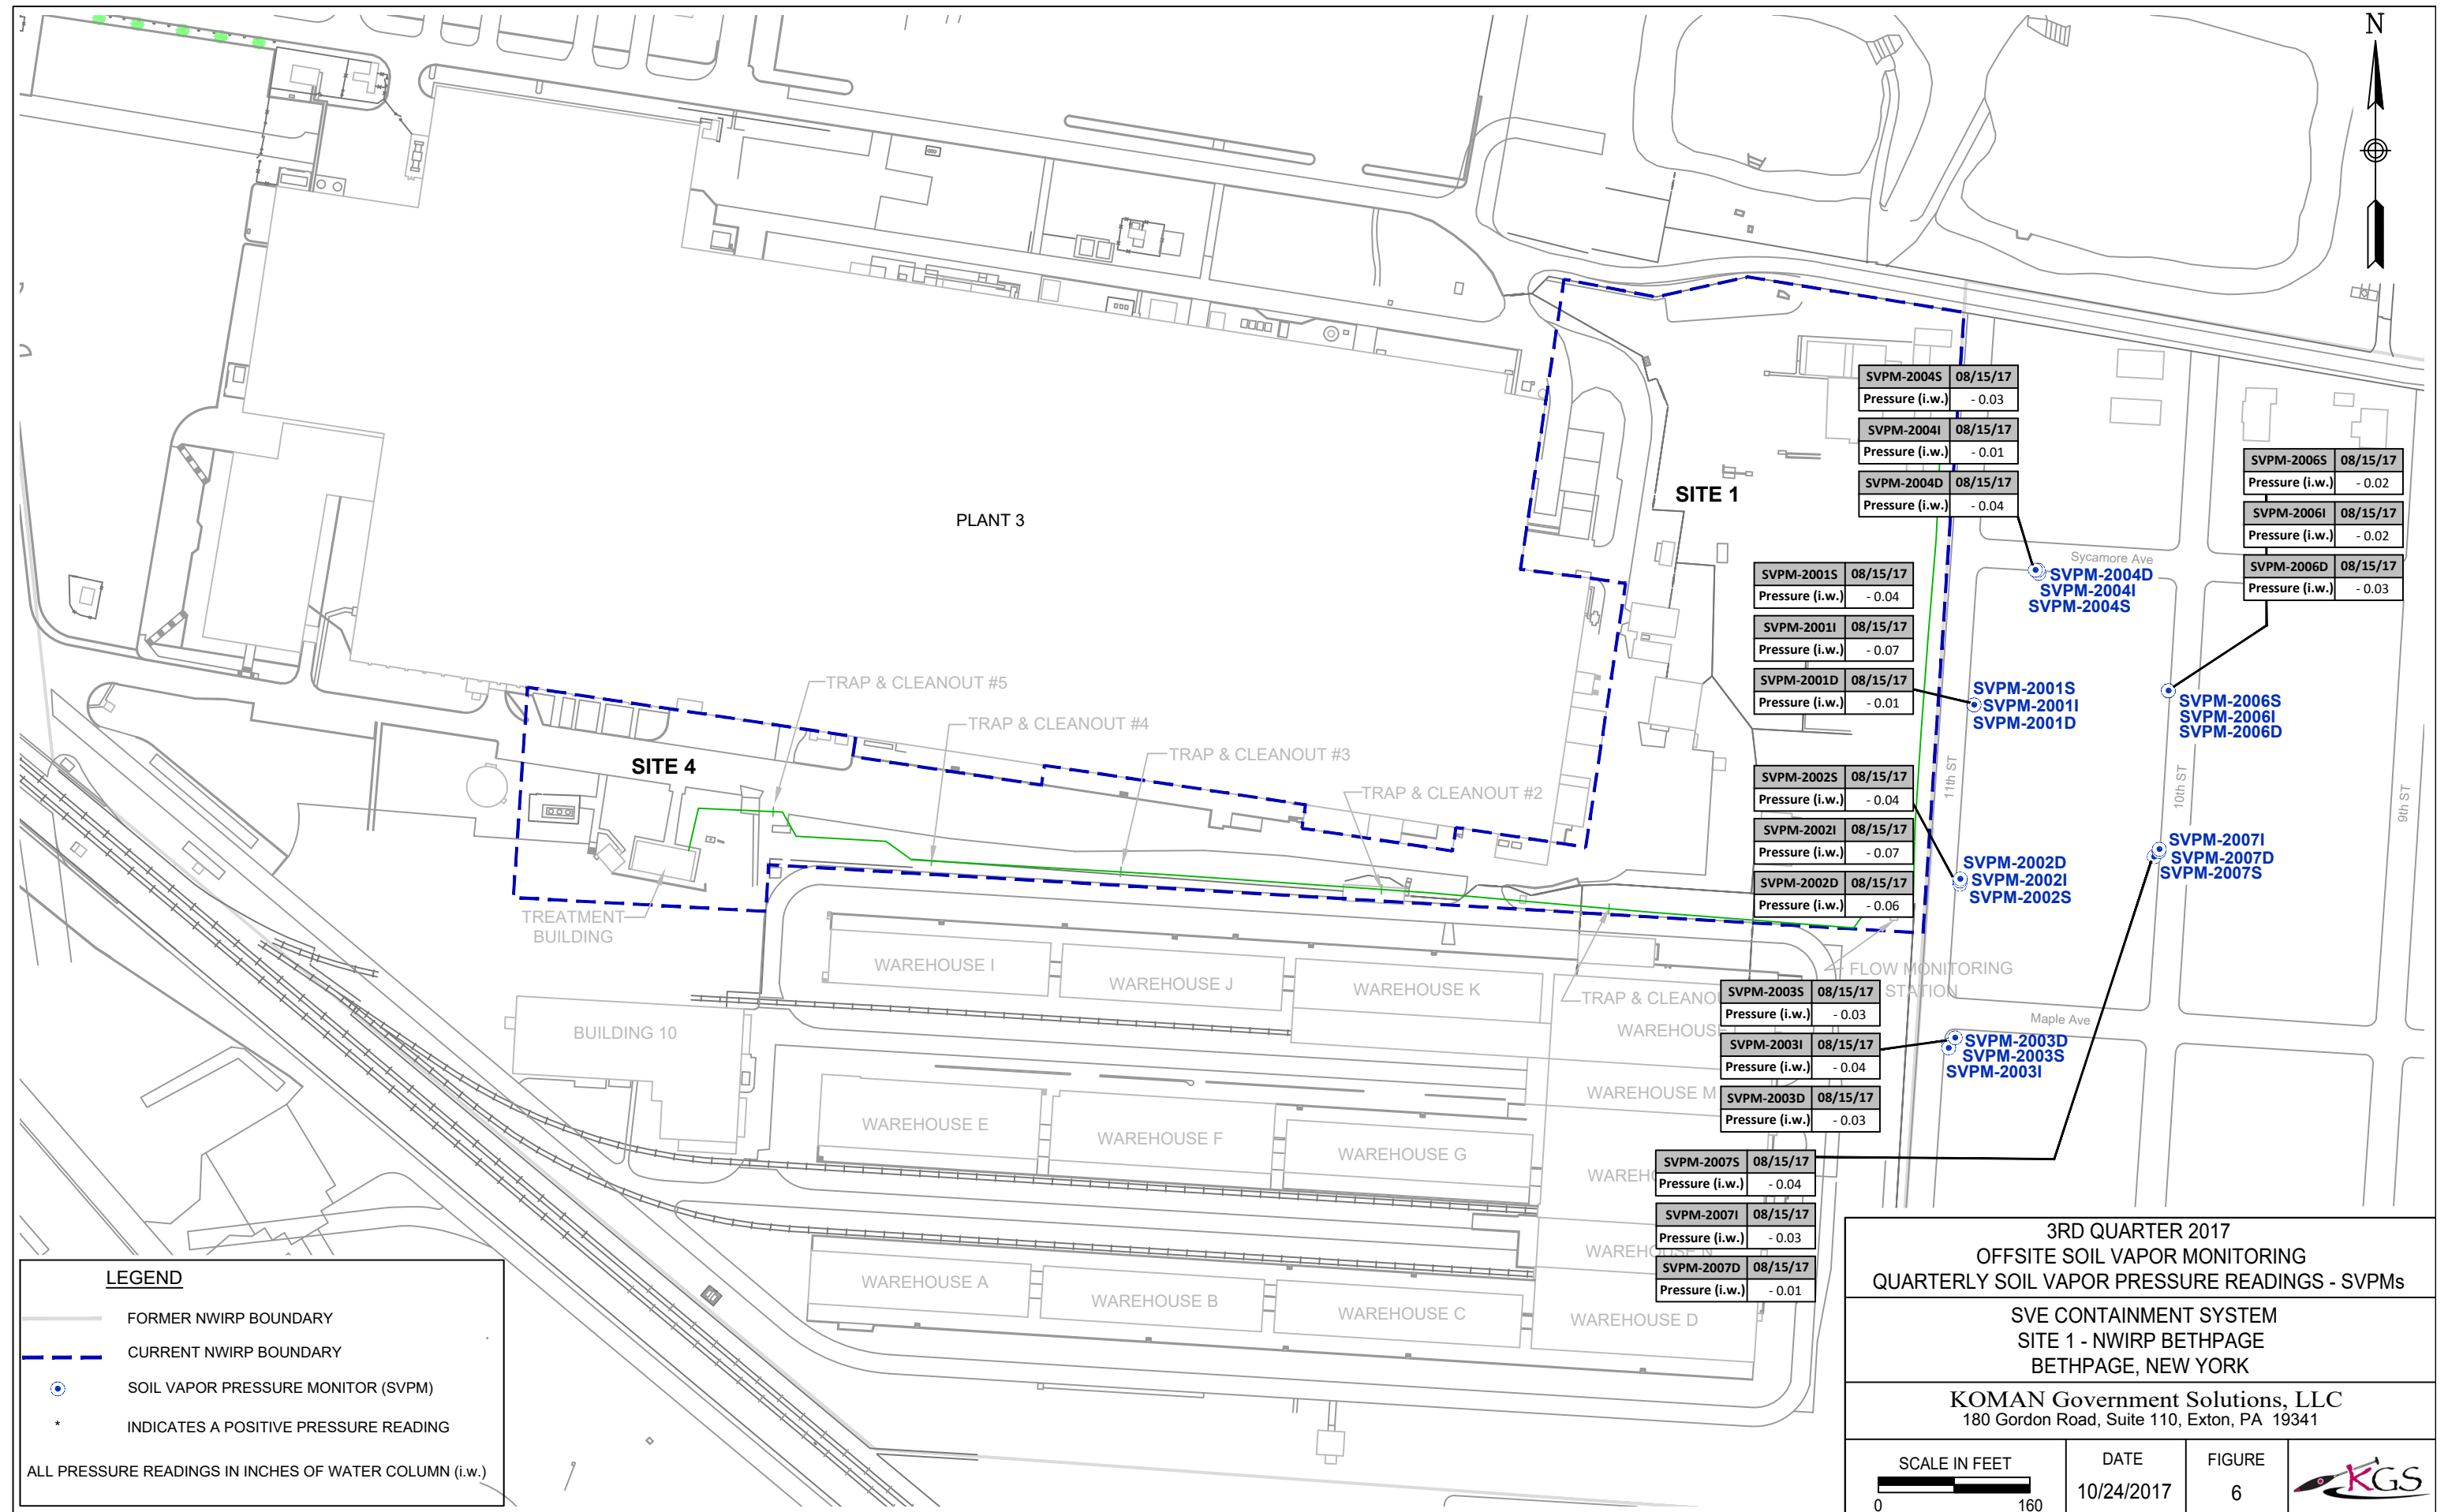 N
PLANT 3
SITE 1
SITE 4
SVPM-2004S 08/15/17
Pressure (i.w.) - 0.03
SVPM-2004I 08/15/17
Pressure (i.w.) - 0.01
SVPM-2004D 08/15/17
Pressure (i.w.) - 0.04
SVPM-2006S 08/15/17
Pressure (i.w.) - 0.02
SVPM-2006I 08/15/17
Pressure (i.w.) - 0.02
SVPM-2006D 08/15/17
Pressure (i.w.) - 0.03
Sycamore Ave
SVPM-2004D
SVPM-2004I
SVPM-2004S
SVPM-2001S 08/15/17
Pressure (i.w.) - 0.04
SVPM-2001I 08/15/17
Pressure (i.w.) - 0.07
SVPM-2001D 08/15/17
Pressure (i.w.) - 0.01
SVPM-2001S
SVPM-2001I
SVPM-2001D
SVPM-2006S
SVPM-2006I
SVPM-2006D
TRAP & CLEANOUT #5
TRAP & CLEANOUT #4
TRAP & CLEANOUT #3
TRAP & CLEANOUT #2
11th ST
10th ST
9th ST
SVPM-2002S 08/15/17
Pressure (i.w.) - 0.04
SVPM-2002I 08/15/17
Pressure (i.w.) - 0.07
SVPM-2002D 08/15/17
Pressure (i.w.) - 0.06
SVPM-2007I
SVPM-2007D
SVPM-2007S
SVPM-2002D
SVPM-2002I
SVPM-2002S
TREATMENT
BUILDING
WAREHOUSE I
WAREHOUSE J
WAREHOUSE K
FLOW MONITORING
STATION
TRAP & CLEANO
WAREHOUSE
BUILDING 10
SVPM-2003S 08/15/17
Pressure (i.w.) - 0.03
SVPM-2003I 08/15/17
Pressure (i.w.) - 0.04
SVPM-2003D 08/15/17
Pressure (i.w.) - 0.03
Maple Ave
SVPM-2003D
SVPM-2003S
SVPM-2003I
WAREHOUSE M
WAREHOUSE E
WAREHOUSE F
WAREHOUSE G
SVPM-2007S 08/15/17
Pressure (i.w.) - 0.04
SVPM-2007I 08/15/17
Pressure (i.w.) - 0.03
SVPM-2007D 08/15/17
Pressure (i.w.) - 0.01
WAREHOUSE N
WAREHOUSE A
WAREHOUSE B
WAREHOUSE C
WAREHOUSE D
LEGEND
FORMER NWIRP BOUNDARY
CURRENT NWIRP BOUNDARY
SOIL VAPOR PRESSURE MONITOR (SVPM)
* INDICATES A POSITIVE PRESSURE READING
ALL PRESSURE READINGS IN INCHES OF WATER COLUMN (i.w.)
3RD QUARTER 2017
OFFSITE SOIL VAPOR MONITORING
QUARTERLY SOIL VAPOR PRESSURE READINGS - SVPMs
SVE CONTAINMENT SYSTEM
SITE 1 - NWIRP BETHPAGE
BETHPAGE, NEW YORK
KOMAN Government Solutions, LLC
180 Gordon Road, Suite 110, Exton, PA 19341
SCALE IN FEET
0 160
DATE
10/24/2017
FIGURE
6
KGS